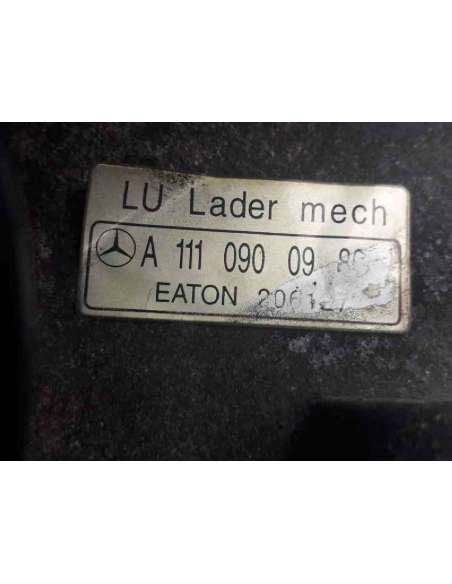 LU Lader mech
A 111 090 09
EATON